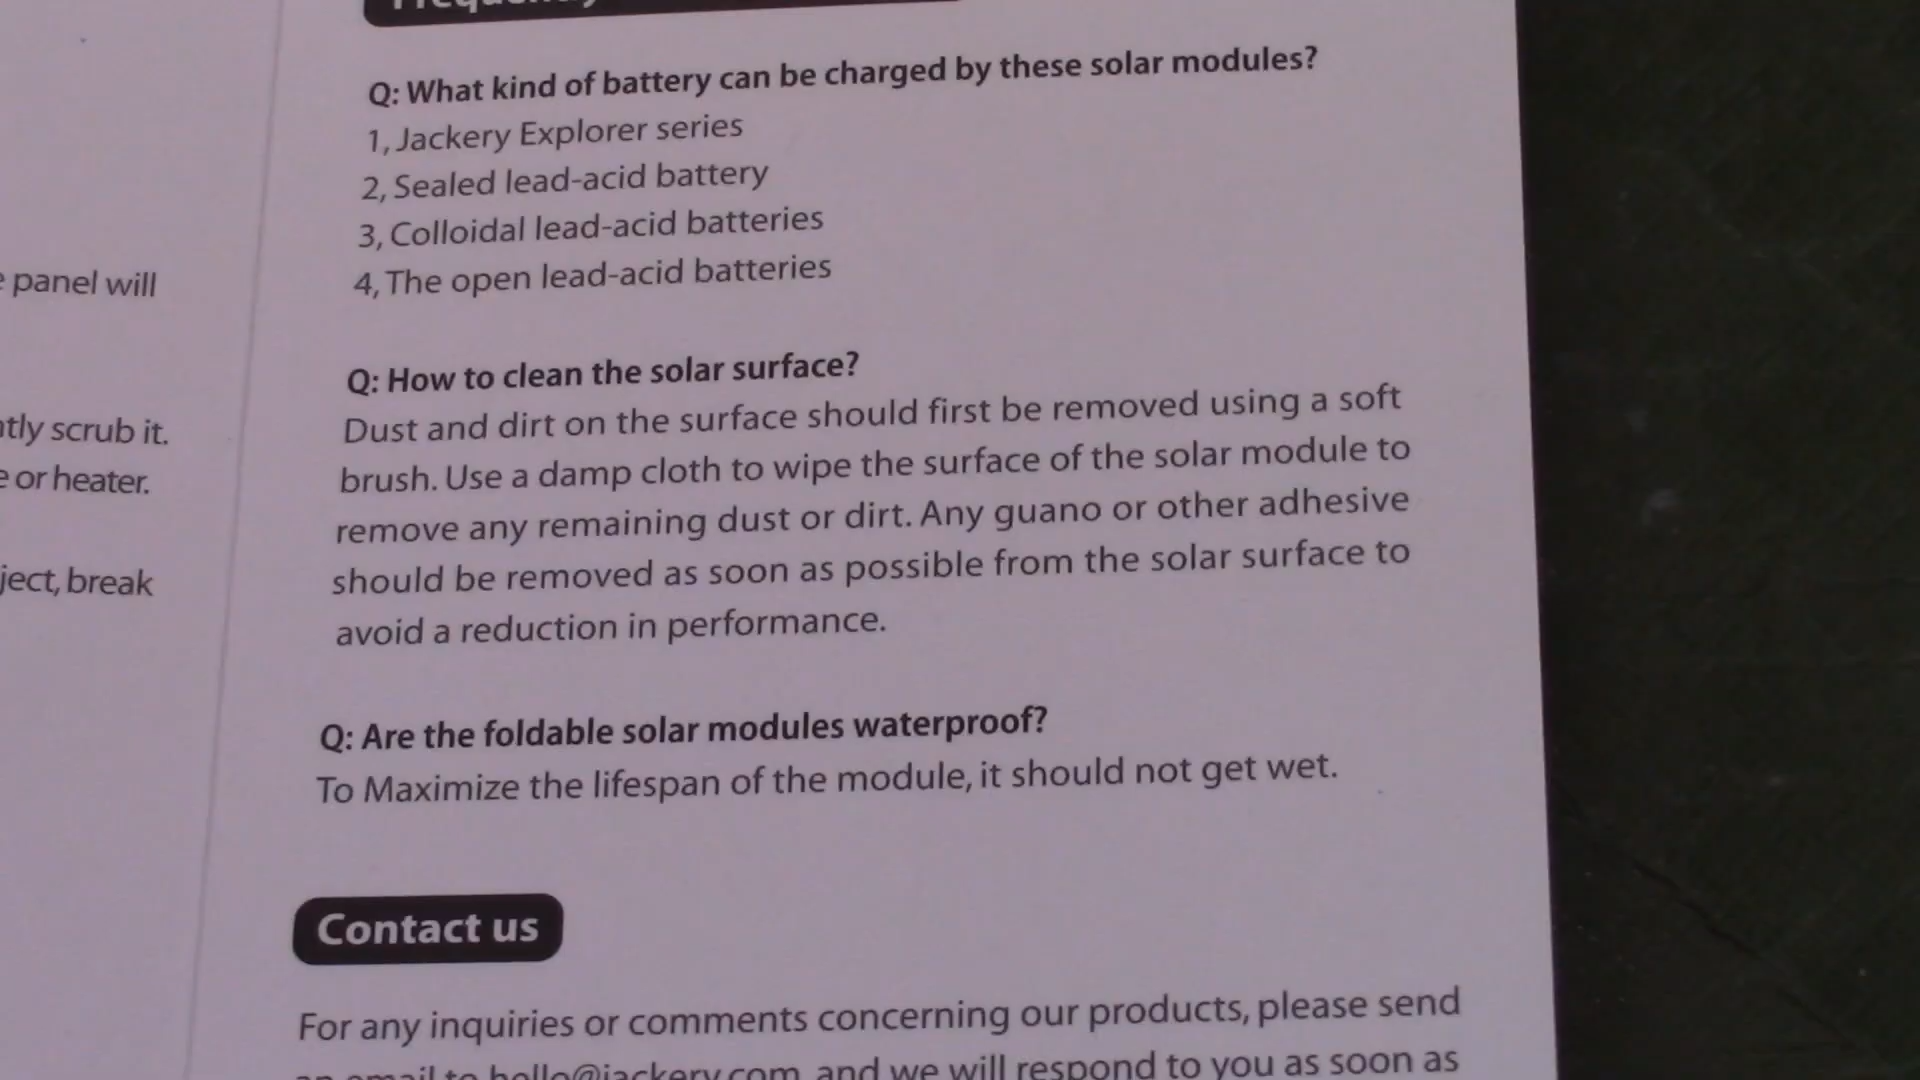 panel will
scrub it.
or heater.
break
Frequently
Q: What kind of battery can be charged by these solar modules?
1, Jackery Explorer series
2, Sealed lead-acid battery
3, Colloidal lead-acid batteries
4, The open lead-acid batteries
Q: How to clean the solar surface?
Dust and dirt on the surface should first be removed using a soft
brush. Use a damp cloth to wipe the surface of the solar module to
remove any remaining dust or dirt. Any guano or other adhesive
should be removed as soon as possible from the solar surface to
avoid a reduction in performance.
Q: Are the foldable solar modules waterproof?
To Maximize the lifespan of the module, it should not get wet.
Contact us
For any inquiries or comments concerning our products, please send
an email to hello@jackery.com, and we will respond to you as soon as